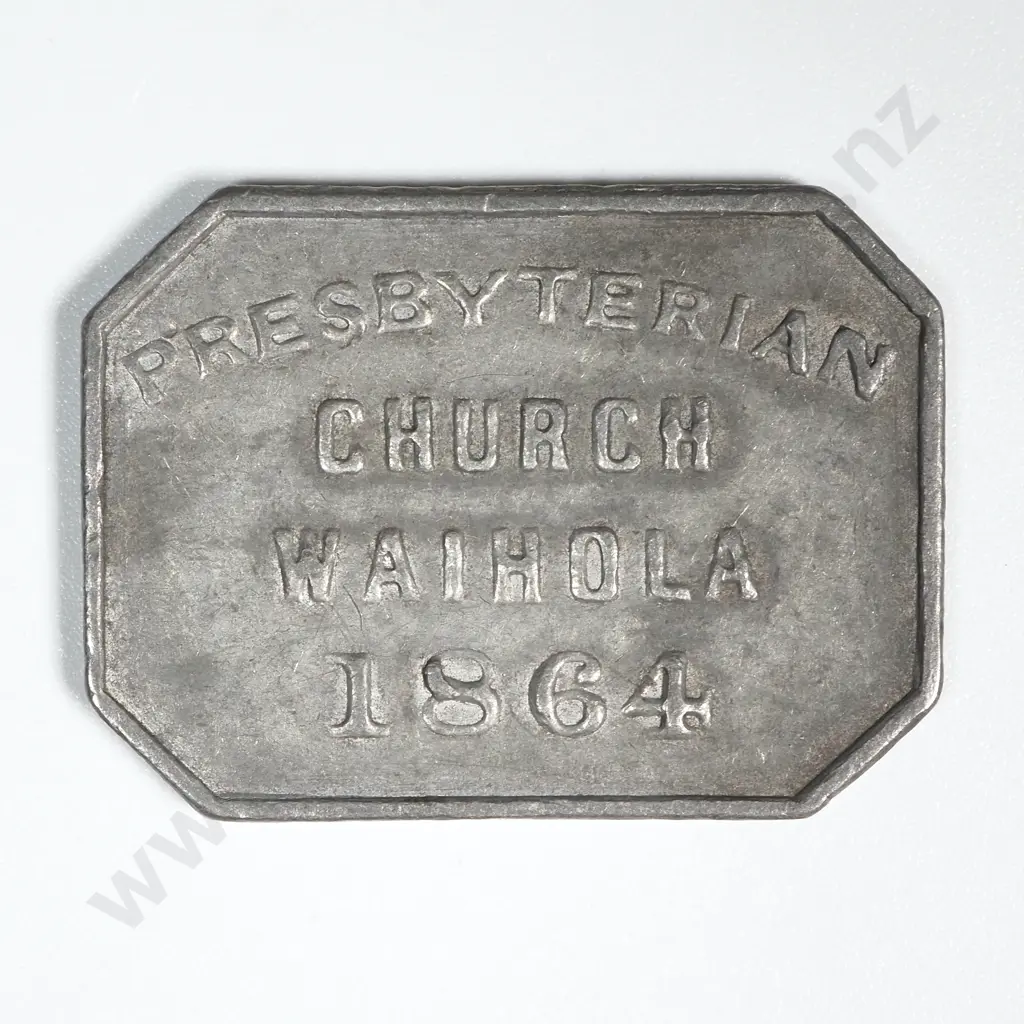 PRESBYTERIAN
CHURCH
WAIHOLA
1864